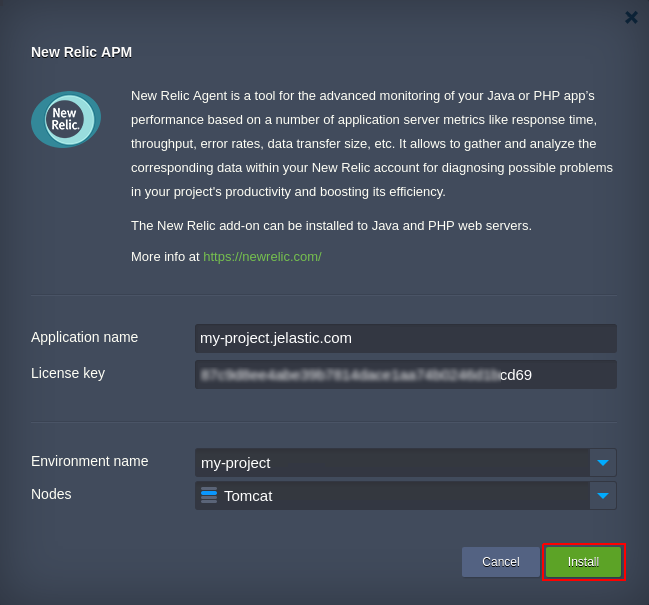 New Relic APM
New Relic.
New Relic Agent is a tool for the advanced monitoring of your Java or PHP app's
performance based on a number of application server metrics like response time,
throughput, error rates, data transfer size, etc. It allows to gather and analyze the
corresponding data within your New Relic account for diagnosing possible problems
in your project's productivity and boosting its efficiency.
The New Relic add-on can be installed to Java and PHP web servers.
More info at https://newrelic.com/
Application name my-project.jelastic.com
License key cd69
Environment name my-project
Nodes Tomcat
Cancel Install